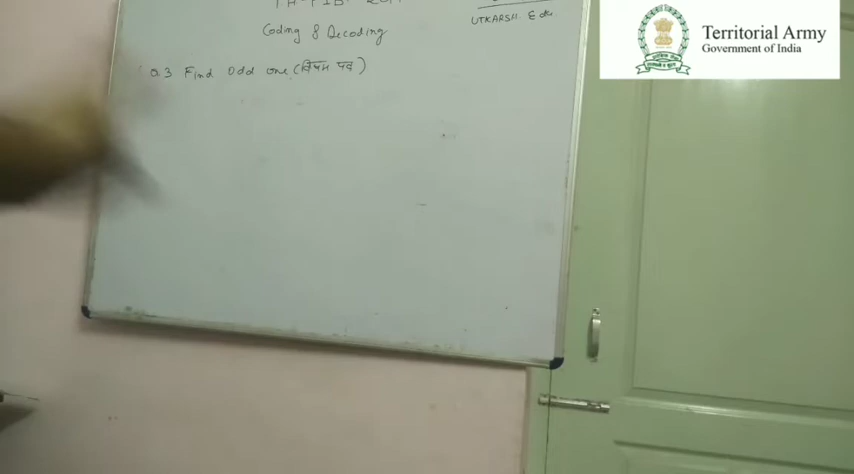 UTKARSH Edu
Coding & Decoding
Q.3 Find odd one (विषम पद)
Territorial Army
Government of India